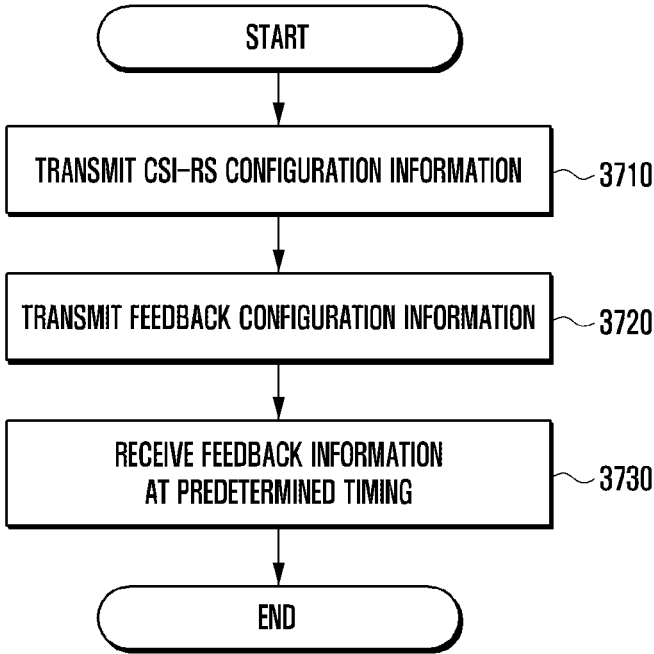 START
TRANSMIT CSI-RS CONFIGURATION INFORMATION
3710
TRANSMIT FEEDBACK CONFIGURATION INFORMATION
3720
RECEIVE FEEDBACK INFORMATION
AT PREDETERMINED TIMING
3730
END